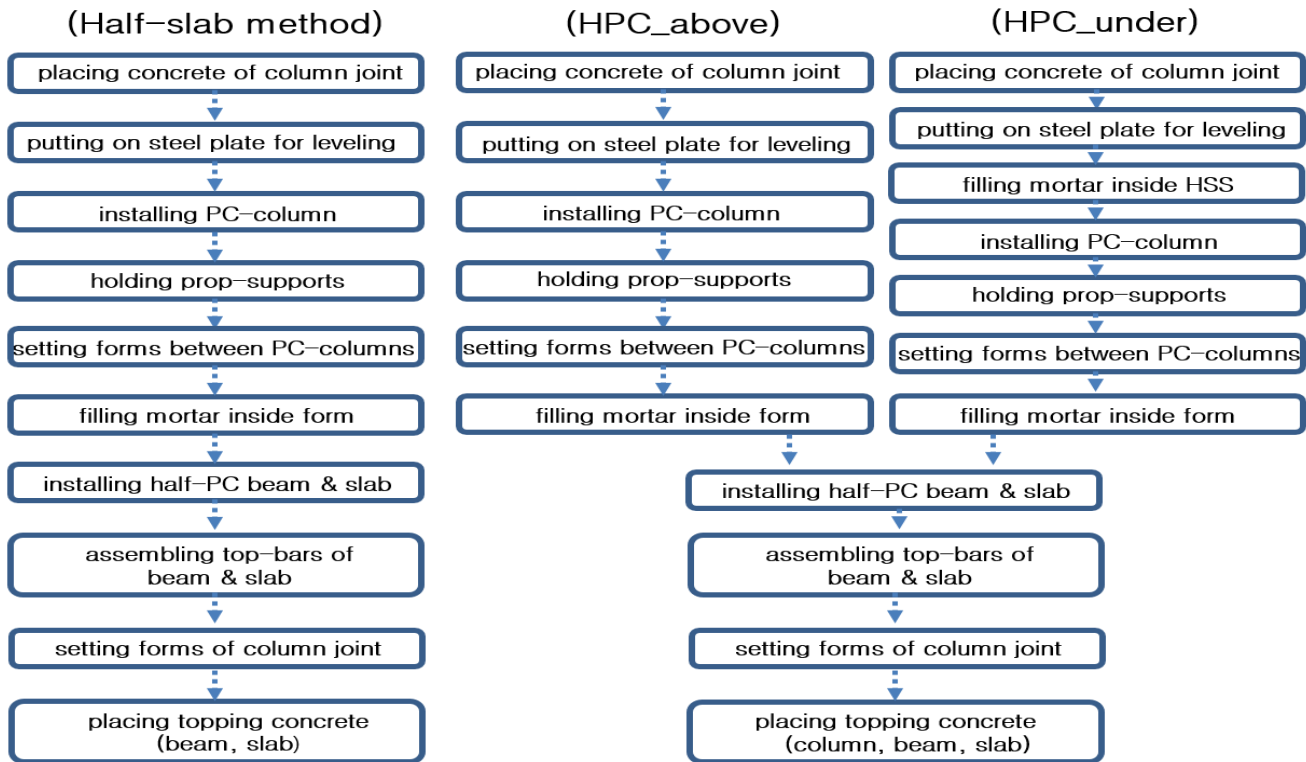 (Half-slab method)
placing concrete of column joint
putting on steel plate for leveling
installing PC-column
holding prop-supports
setting forms between PC-columns
filling mortar inside form
installing half-PC beam & slab
assembling top-bars of
beam & slab
setting forms of column joint
placing topping concrete
(beam, slab)
(HPC_above)
placing concrete of column joint
putting on steel plate for leveling
installing PC-column
holding prop-supports
setting forms between PC-columns
filling mortar inside form
(HPC_under)
placing concrete of column joint
putting on steel plate for leveling
filling mortar inside HSS
installing PC-column
holding prop-supports
setting forms between PC-columns
filling mortar inside form
installing half-PC beam & slab
assembling top-bars of
beam & slab
setting forms of column joint
placing topping concrete
(column, beam, slab)